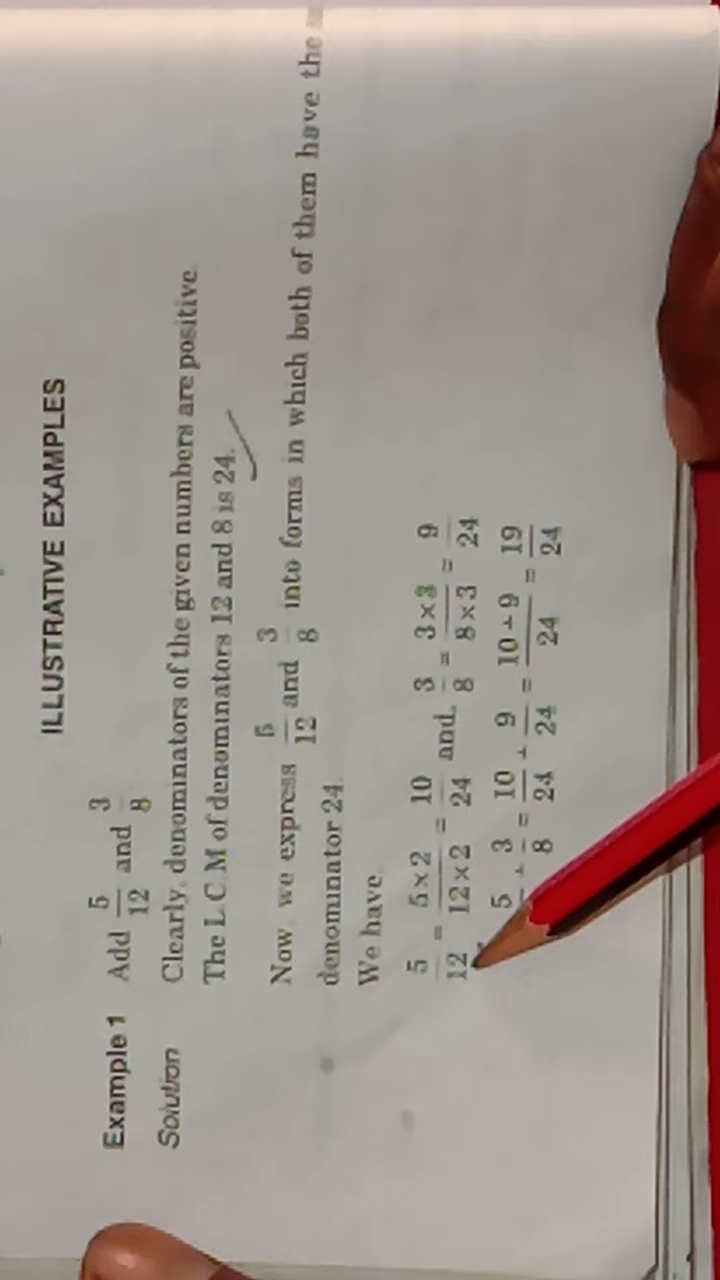 ILLUSTRATIVE EXAMPLES
Example 1 Add 5/12 and 3/8
Solution Clearly, denominators of the given numbers are positive.
The L.C.M of denominators 12 and 8 is 24.
Now, we express 5/12 and 3/8 into forms in which both of them have the
denominator 24.
We have,
5/12 = 5×2/12×2 = 10/24 and, 3/8 = 3×3/8×3 = 9/24
5 + 3/8 = 10/24 + 9/24 = 10+9/24 = 19/24